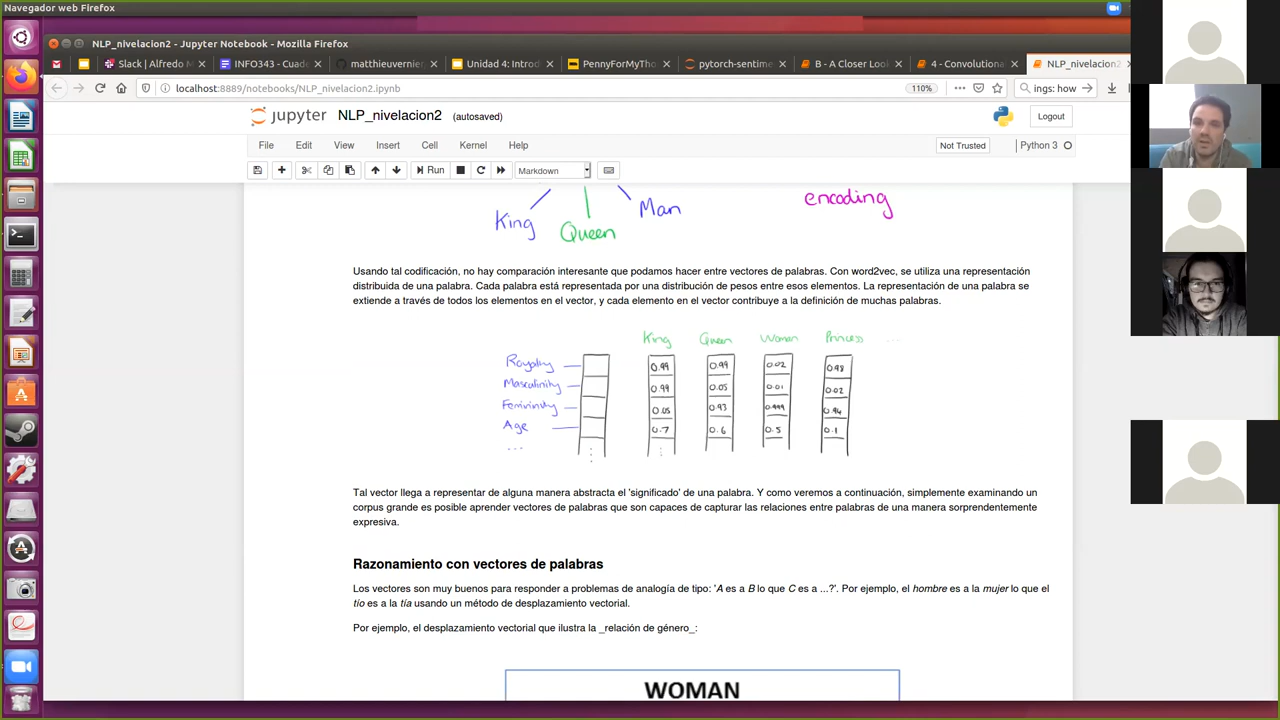 Navegador web Firefox
NLP_nivelacion2 - Jupyter Notebook - Mozilla Firefox
Slack | Alfredo M
INFO343 - Cuade
matthieuvernier
Unidad 4: Introd
PennyForMyTho
pytorch-sentime
B - A Closer Look
4 - Convolutiona
NLP_nivelacion2
localhost:8889/notebooks/NLP_nivelacion2.ipynb
110%
ings: how
jupyter
NLP_nivelacion2
(autosaved)
Logout
File
Edit
View
Insert
Cell
Kernel
Help
Not Trusted
Python 3
Run
Markdown
King
Queen
Man
encoding
Usando tal codificación, no hay comparación interesante que podamos hacer entre vectores de palabras. Con word2vec, se utiliza una representación
distribuida de una palabra. Cada palabra está representada por una distribución de pesos entre esos elementos. La representación de una palabra se
extiende a través de todos los elementos en el vector, y cada elemento en el vector contribuye a la definición de muchas palabras.
King Queen Woman Princess ....
Royalty 0.99 0.99 0.02 0.98
Masculinity 0.99 0.05 0.01 0.02
Femininity 0.05 0.93 0.999 0.94
Age 0.7 0.6 0.5 0.1
...
Tal vector llega a representar de alguna manera abstracta el 'significado' de una palabra. Y como veremos a continuación, simplemente examinando un
corpus grande es posible aprender vectores de palabras que son capaces de capturar las relaciones entre palabras de una manera sorprendentemente
expresiva.
Razonamiento con vectores de palabras
Los vectores son muy buenos para responder a problemas de analogía de tipo: 'A es a B lo que C es a ...?'. Por ejemplo, el hombre es a la mujer lo que el
tío es a la tía usando un método de desplazamiento vectorial.
Por ejemplo, el desplazamiento vectorial que ilustra la _relación de género_:
WOMAN